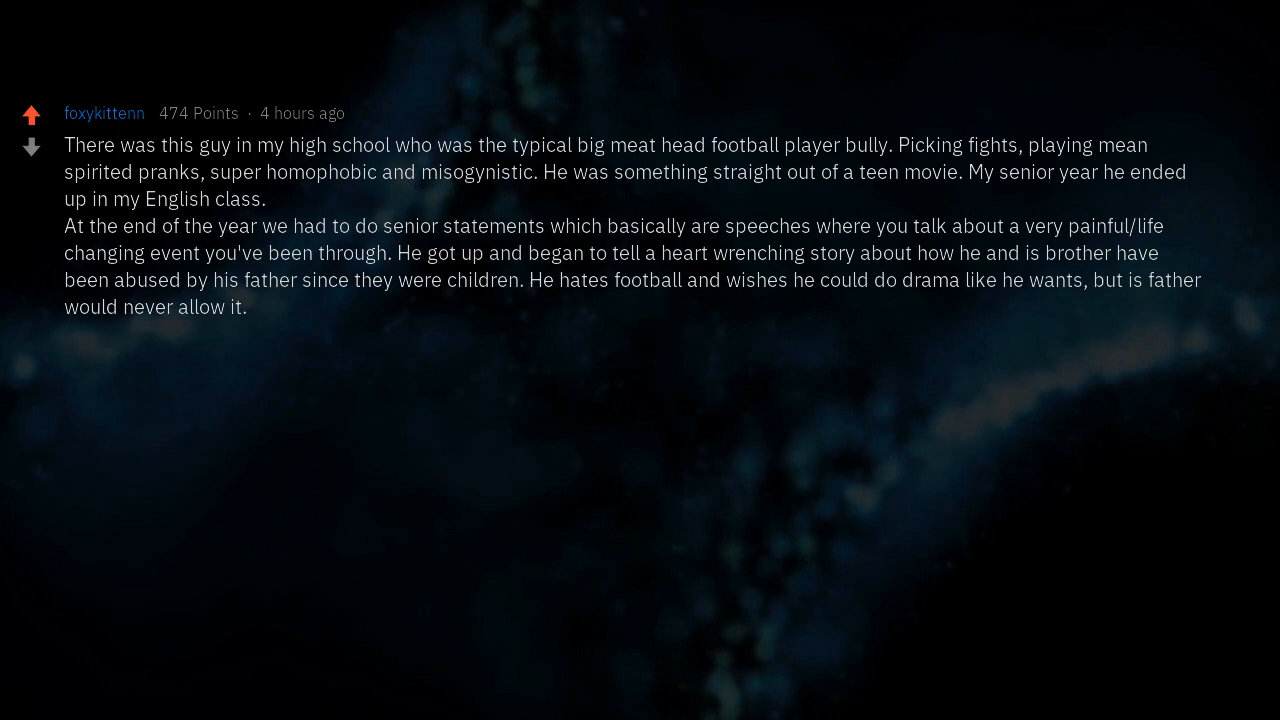 foxykittenn 474 Points · 4 hours ago
There was this guy in my high school who was the typical big meat head football player bully. Picking fights, playing mean
spirited pranks, super homophobic and misogynistic. He was something straight out of a teen movie. My senior year he ended
up in my English class.
At the end of the year we had to do senior statements which basically are speeches where you talk about a very painful/life
changing event you've been through. He got up and began to tell a heart wrenching story about how he and is brother have
been abused by his father since they were children. He hates football and wishes he could do drama like he wants, but is father
would never allow it.